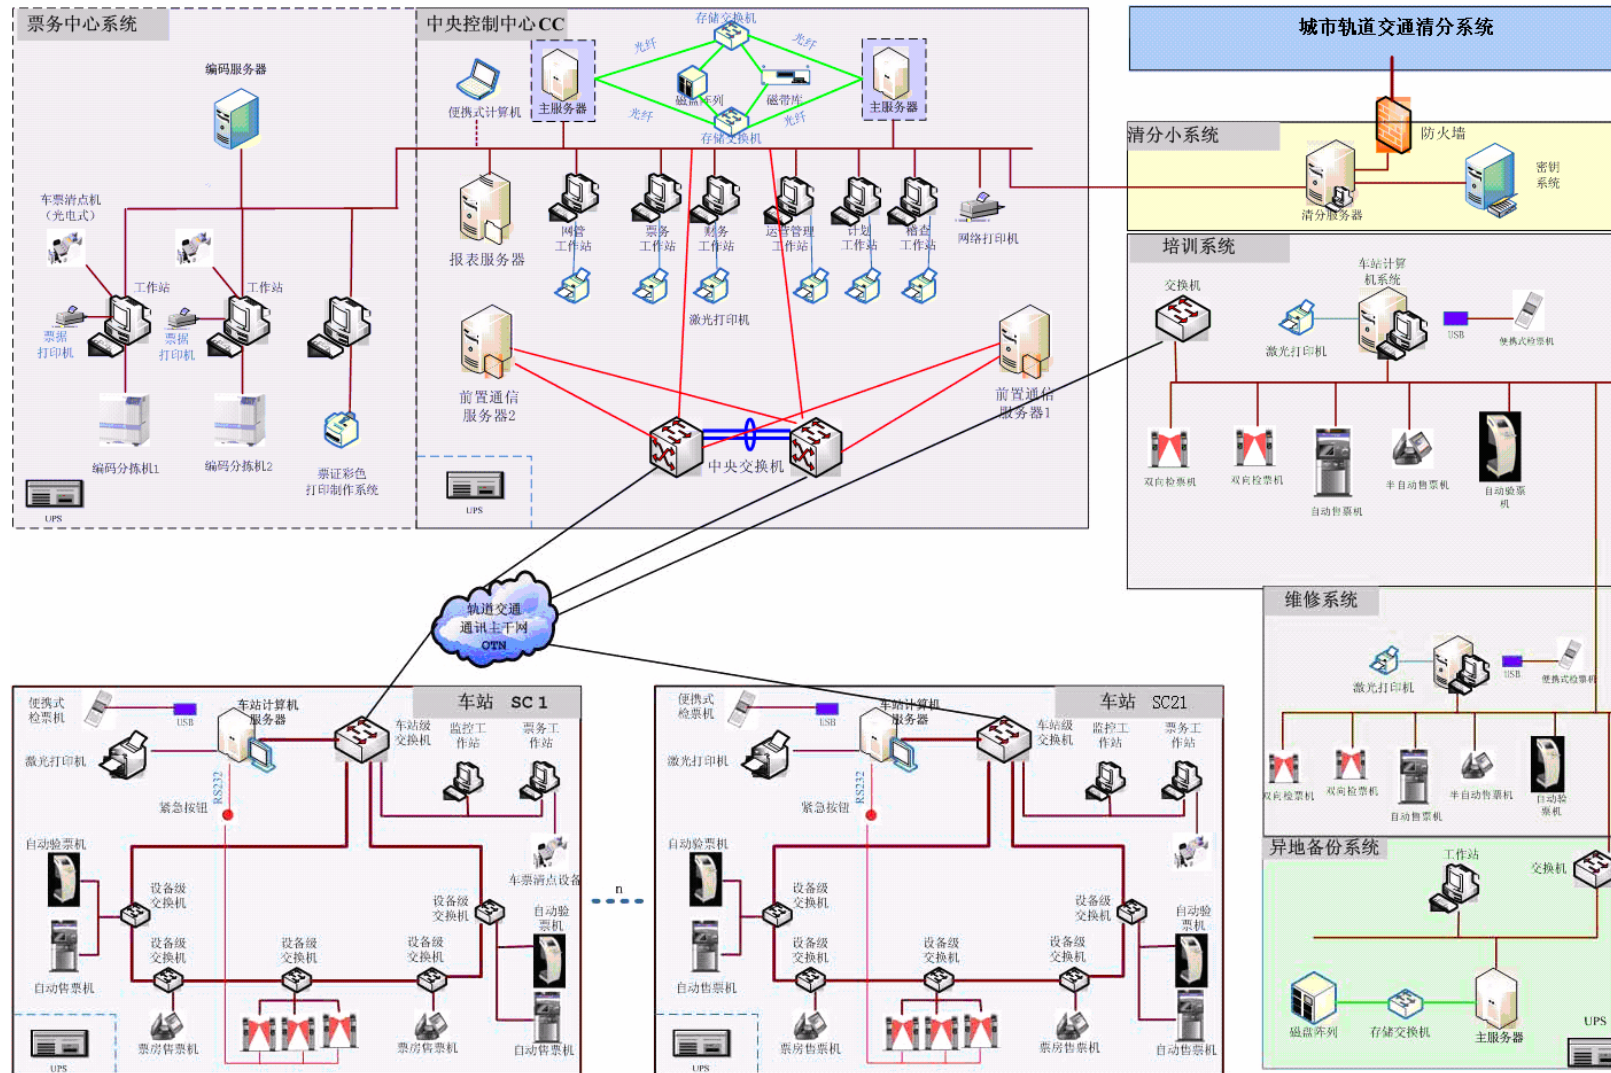 票务中心系统
编码服务器
车票清点机
（光电式）
工作站
工作站
票据
打印机
票据
打印机
编码分拣机1
编码分拣机2
票证彩色
打印制作系统
UPS
中央控制中心CC
存储交换机
光纤
光纤
便携式计算机
主服务器
磁盘阵列
磁带库
主服务器
光纤
光纤
存储交换机
报表服务器
网管
工作站
票务
工作站
财务
工作站
运营管理
工作站
计划
工作站
稽查
工作站
网络打印机
激光打印机
前置通信
服务器2
前置通信
服务器1
中央交换机
UPS
城市轨道交通清分系统
防火墙
清分小系统
清分服务器
密钥
系统
培训系统
交换机
车站计算
机系统
激光打印机
USB
便携式检票机
双向检票机
双向检票机
自动售票机
半自动售票机
自动验票
机
维修系统
激光打印机
USB
便携式检票机
双向检票机
双向检票机
自动售票机
半自动售票机
自动验
票机
异地备份系统
工作站
交换机
磁盘阵列
存储交换机
主服务器
UPS
轨道交通
通讯主干网
OTN
车站 SC 1
便携式
检票机
USB
车站计算机
服务器
车站级
交换机
监控工
作站
票务工
作站
激光打印机
RS232
紧急按钮
自动验票机
车票清点设备
设备级
交换机
设备级
交换机
自动验
票机
设备级
交换机
设备级
交换机
设备级
交换机
自动售票机
票房售票机
票房售票机
自动售票机
UPS
n
车站 SC21
便携式
检票机
USB
车站计算机
服务器
车站级
交换机
监控工
作站
票务工
作站
激光打印机
RS232
紧急按钮
自动验票机
设备级
交换机
设备级
交换机
自动验
票机
设备级
交换机
设备级
交换机
设备级
交换机
自动售票机
票房售票机
票房售票机
自动售票机
UPS